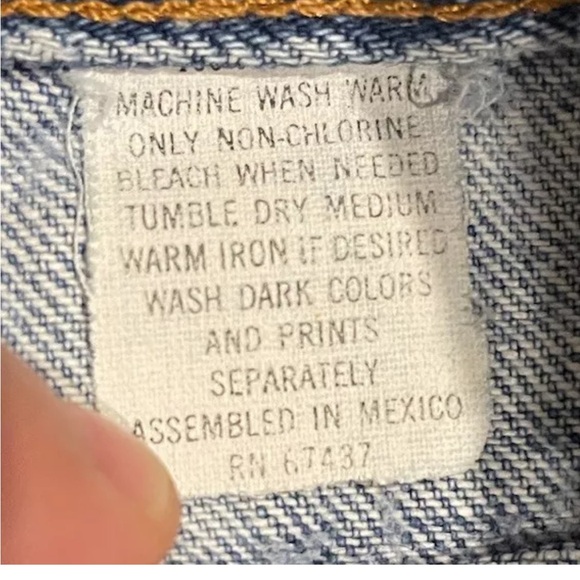 MACHINE WASH WARM
ONLY NON-CHLORINE
BLEACH WHEN NEEDED
TUMBLE DRY MEDIUM
WARM IRON IF DESIRED
WASH DARK COLORS
AND PRINTS
SEPARATELY
ASSEMBLED IN MEXICO
RN 67437